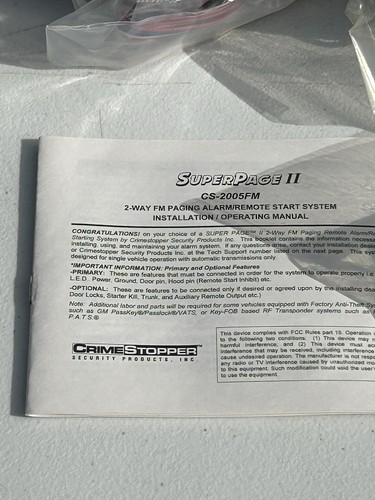 SUPERPAGE II
CS-2005FM
2-WAY FM PAGING ALARM/REMOTE START SYSTEM
INSTALLATION / OPERATING MANUAL
CONGRATULATIONS! on your choice of a SUPER PAGE™ II 2-Way FM Paging Remote Alarm/Re
Starting System by Crimestopper Security Products Inc. This booklet contains the information necessa
installing, using, and maintaining your alarm system. If any questions arise, contact your installation dea
or Crimestopper Security Products Inc. at the Tech Support number listed on the next page. This syst
designed for single vehicle operation with automatic transmissions only.
*IMPORTANT INFORMATION: Primary and Optional Features
-PRIMARY: These are features that must be connected in order for the system to operate properly i.e.
L.E.D., Power, Ground, Door pin, Hood pin (Remote Start Inhibit) etc.
-OPTIONAL: These are features to be connected only if desired or agreed upon by the installing deal
Door Locks, Starter Kill, Trunk, and Auxiliary Remote Output etc.)
Note: Additional labor and parts will be required for some vehicles equipped with Factory Anti-Theft Sy
such as GM PassKey®/Passlock®/VATS, or Key-FOB based RF Transponder systems such as
P.A.T.S.®
CRIMESTOPPER™
SECURITY PRODUCTS, INC.
This device complies with FCC Rules part 15. Operation
to the following two conditions: (1) This device may n
harmful interference, and (2) This device must acc
interference that may be received, including interference
cause undesired operation. The manufacturer is not resp
any radio or TV interference caused by unauthorized mod
to this equipment. Such modification could void the user's
to use the equipment.